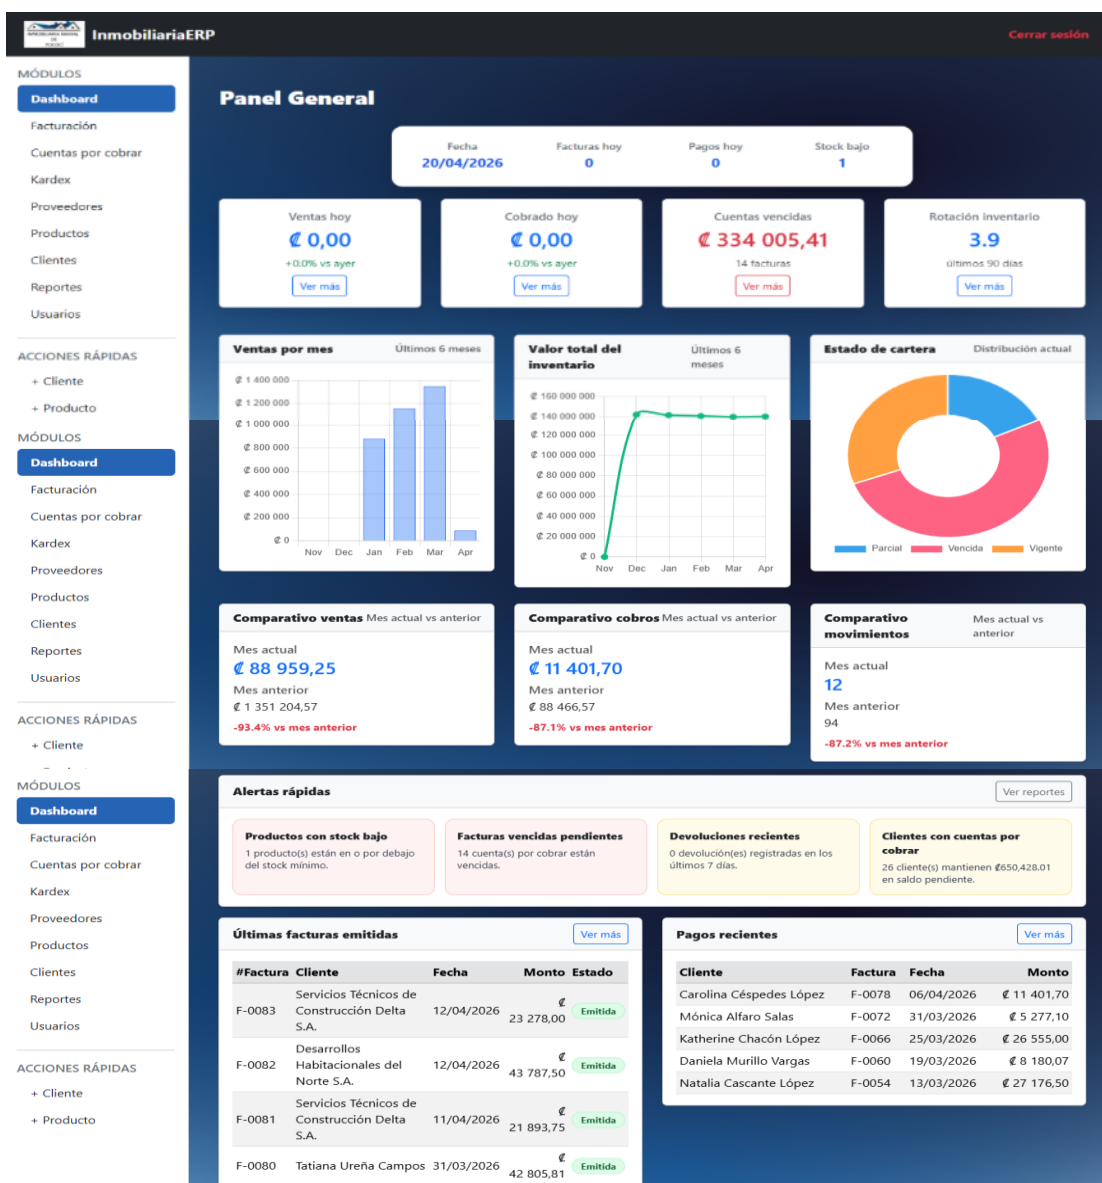 InmobiliariaERP
Cerrar sesión
MÓDULOS
Dashboard
Facturación
Cuentas por cobrar
Kardex
Proveedores
Productos
Clientes
Reportes
Usuarios
ACCIONES RÁPIDAS
+ Cliente
+ Producto
Panel General
Fecha
20/04/2026
Facturas hoy
0
Pagos hoy
0
Stock bajo
1
Ventas hoy
₡ 0,00
+0.0% vs ayer
Ver más
Cobrado hoy
₡ 0,00
+0.0% vs ayer
Ver más
Cuentas vencidas
₡ 334 005,41
14 facturas
Ver más
Rotación inventario
3.9
últimos 90 días
Ver más
Ventas por mes
Últimos 6 meses
₡ 1 400 000
₡ 1 200 000
₡ 1 000 000
₡ 800 000
₡ 600 000
₡ 400 000
₡ 200 000
₡ 0
Nov Dec Jan Feb Mar Apr
Valor total del
inventario
Últimos 6
meses
₡ 160 000 000
₡ 140 000 000
₡ 120 000 000
₡ 100 000 000
₡ 80 000 000
₡ 60 000 000
₡ 40 000 000
₡ 20 000 000
₡ 0
Nov Dec Jan Feb Mar Apr
Estado de cartera
Distribución actual
Parcial Vencida Vigente
MÓDULOS
Dashboard
Facturación
Cuentas por cobrar
Kardex
Proveedores
Productos
Clientes
Reportes
Usuarios
ACCIONES RÁPIDAS
+ Cliente
Comparativo ventas Mes actual vs anterior
Mes actual
₡ 88 959,25
Mes anterior
₡ 1 351 204,57
-93.4% vs mes anterior
Comparativo cobros Mes actual vs anterior
Mes actual
₡ 11 401,70
Mes anterior
₡ 88 466,57
-87.1% vs mes anterior
Comparativo
movimientos
Mes actual vs
anterior
Mes actual
12
Mes anterior
94
-87.2% vs mes anterior
MÓDULOS
Dashboard
Facturación
Cuentas por cobrar
Kardex
Proveedores
Productos
Clientes
Reportes
Usuarios
ACCIONES RÁPIDAS
+ Cliente
+ Producto
Alertas rápidas
Ver reportes
Productos con stock bajo
1 producto(s) están en o por debajo
del stock mínimo.
Facturas vencidas pendientes
14 cuenta(s) por cobrar están
vencidas.
Devoluciones recientes
0 devolución(es) registradas en los
últimos 7 días.
Clientes con cuentas por
cobrar
26 cliente(s) mantienen ₡650,428.01
en saldo pendiente.
Últimas facturas emitidas
Ver más
#Factura Cliente Fecha Monto Estado
F-0083 Servicios Técnicos de Construcción Delta S.A. 12/04/2026 ₡ 23 278,00 Emitida
F-0082 Desarrollos Habitacionales del Norte S.A. 12/04/2026 ₡ 43 787,50 Emitida
F-0081 Servicios Técnicos de Construcción Delta S.A. 11/04/2026 ₡ 21 893,75 Emitida
F-0080 Tatiana Ureña Campos 31/03/2026 ₡ 42 805,81 Emitida
Pagos recientes
Ver más
Cliente Factura Fecha Monto
Carolina Céspedes López F-0078 06/04/2026 ₡ 11 401,70
Mónica Alfaro Salas F-0072 31/03/2026 ₡ 5 277,10
Katherine Chacón López F-0066 25/03/2026 ₡ 26 555,00
Daniela Murillo Vargas F-0060 19/03/2026 ₡ 8 180,07
Natalia Cascante López F-0054 13/03/2026 ₡ 27 176,50